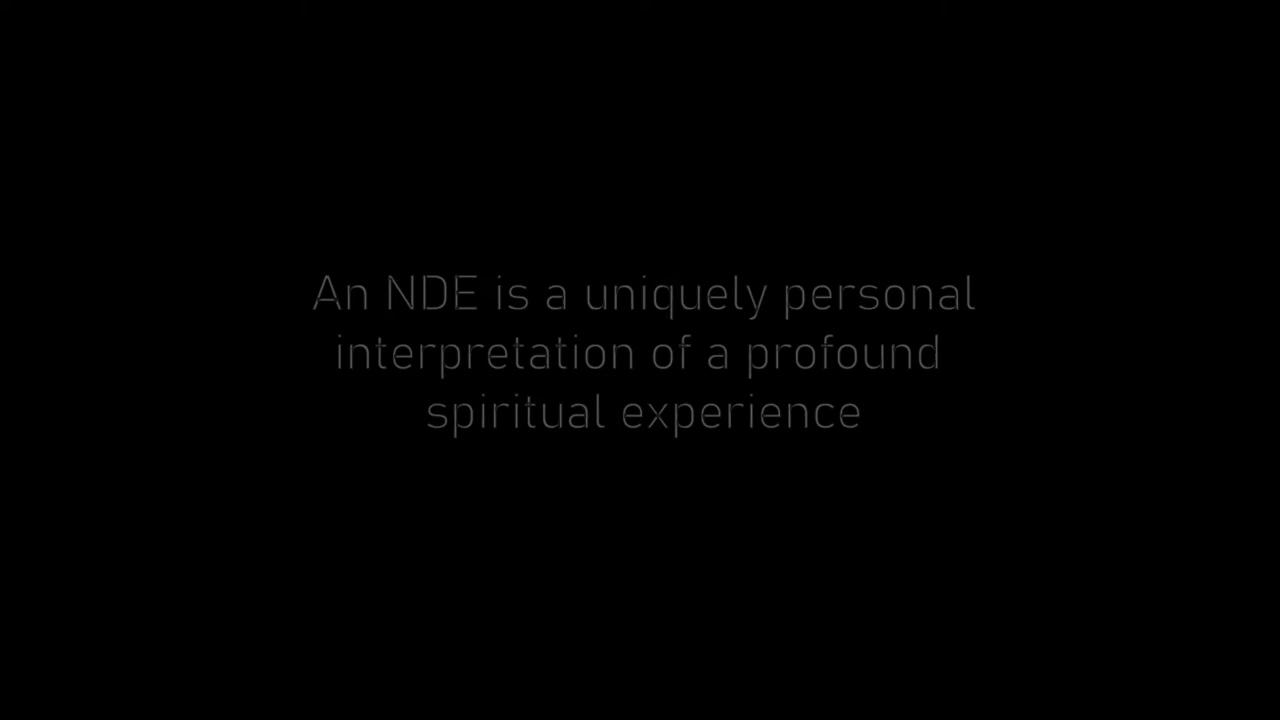 An NDE is a uniquely personal
interpretation of a profound
spiritual experience